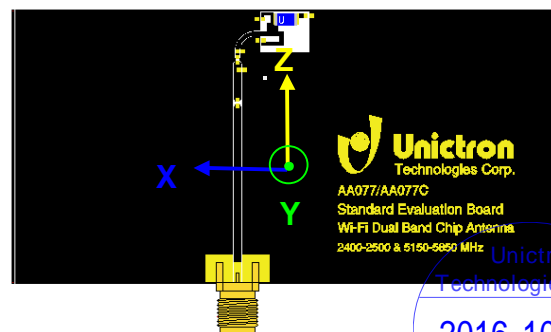 U
Z
X
Y
Unictron
Technologies Corp.
AA077/AA077C
Standard Evaluation Board
Wi-Fi Dual Band Chip Antenna
2400-2500 & 5150-5850 MHz
Unictr
Technologie
2016-10